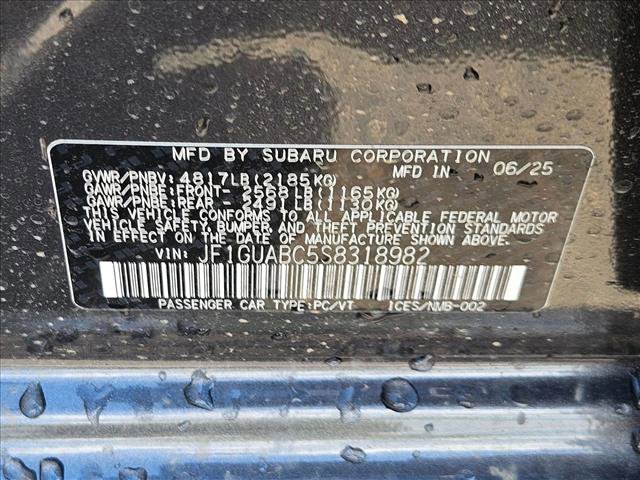 MFD BY SUBARU CORPORATION
GVWR/PNBV: 4817LB(2185KG) MFD IN 06/25
GAWR/PNBE:FRONT- 2568LB(1165KG)
GAWR/PNBE:REAR - 2491LB(1130KG)
THIS VEHICLE CONFORMS TO ALL APPLICABLE FEDERAL MOTOR
VEHICLE SAFETY,BUMPER, AND THEFT PREVENTION STANDARDS
IN EFFECT ON THE DATE OF MANUFACTURE SHOWN ABOVE.
VIN: JF1GUABC5S8318982
PASSENGER CAR TYPE:PC/VT 1CES/NMB-002